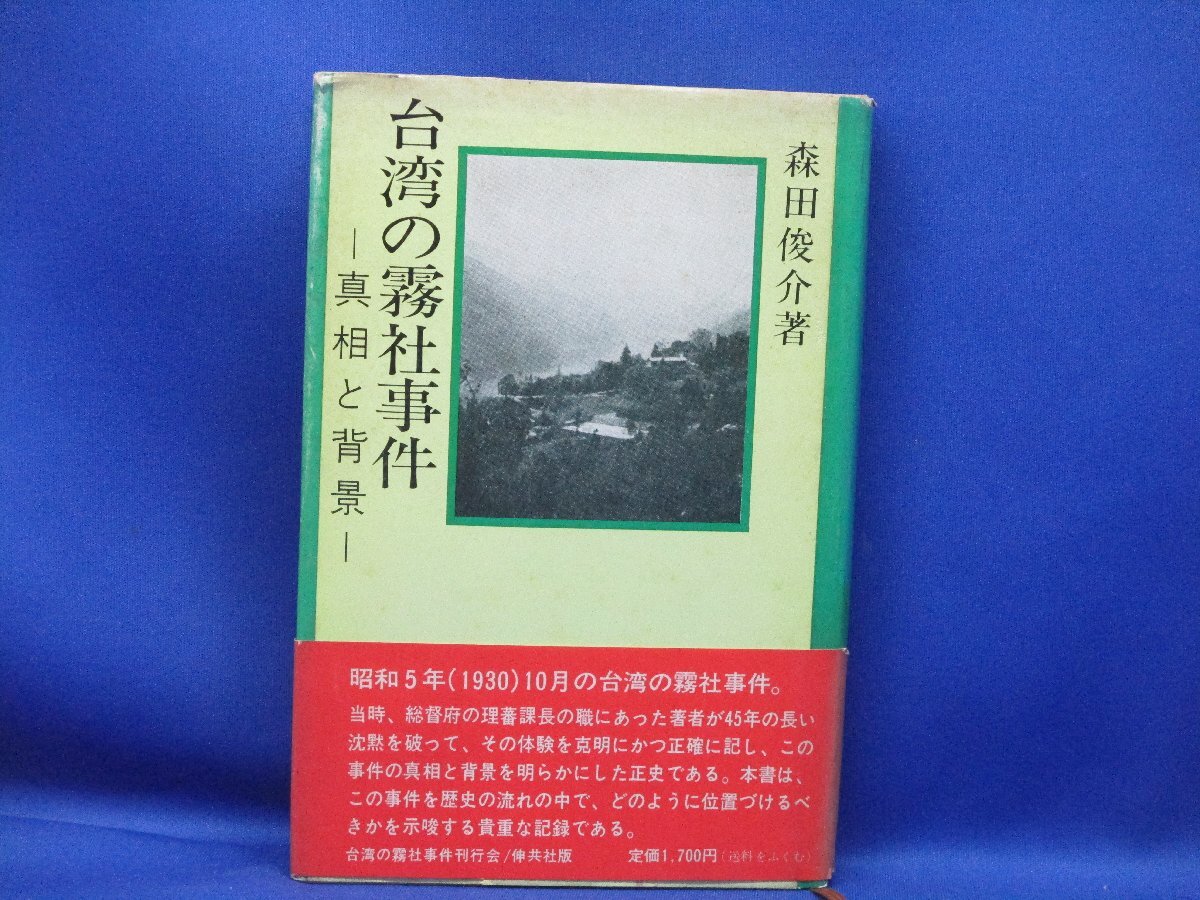 森田俊介著
台湾の霧社事件
—真相と背景—
昭和5年(1930)10月の台湾の霧社事件。
当時、総督府の理蕃課長の職にあった著者が45年の長い
沈黙を破って、その体験を克明にかつ正確に記し、この
事件の真相と背景を明らかにした正史である。本書は、
この事件を歴史の流れの中で、どのように位置づけるべ
きかを示唆する貴重な記録である。
台湾の霧社事件刊行会/伸共社版 定価1,700円(送料をふくむ)